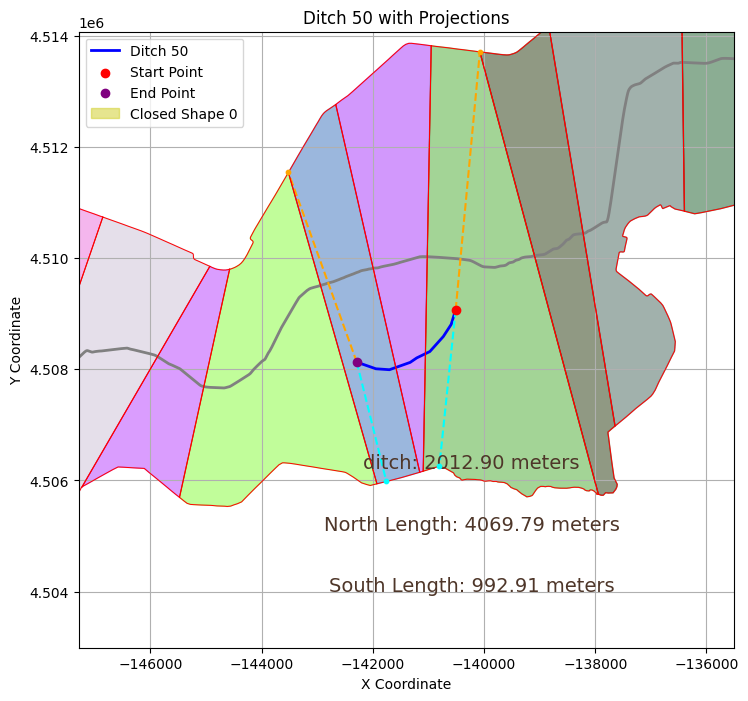 Ditch 50 with Projections
1e6
Ditch 50
Start Point
End Point
Closed Shape 0
4.514
4.512
4.510
4.508
4.506
4.504
Y Coordinate
ditch: 2012.90 meters
North Length: 4069.79 meters
South Length: 992.91 meters
−146000 −144000 −142000 −140000 −138000 −136000
X Coordinate